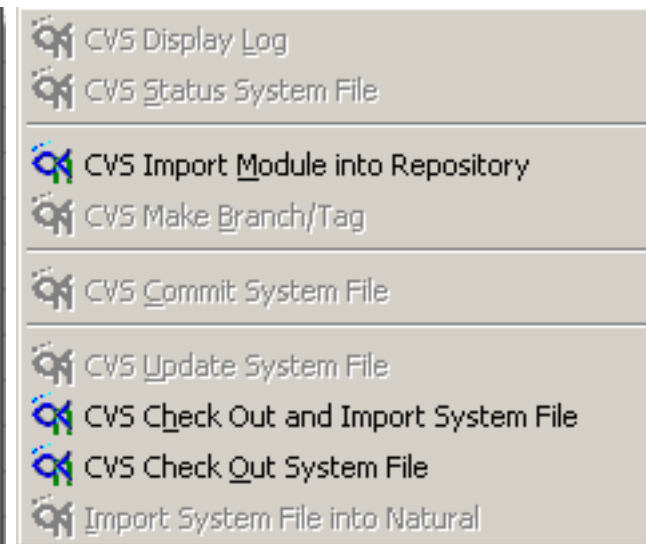 CVS Display Log
CVS Status System File
CVS Import Module into Repository
CVS Make Branch/Tag
CVS Commit System File
CVS Update System File
CVS Check Out and Import System File
CVS Check Out System File
Import System File into Natural